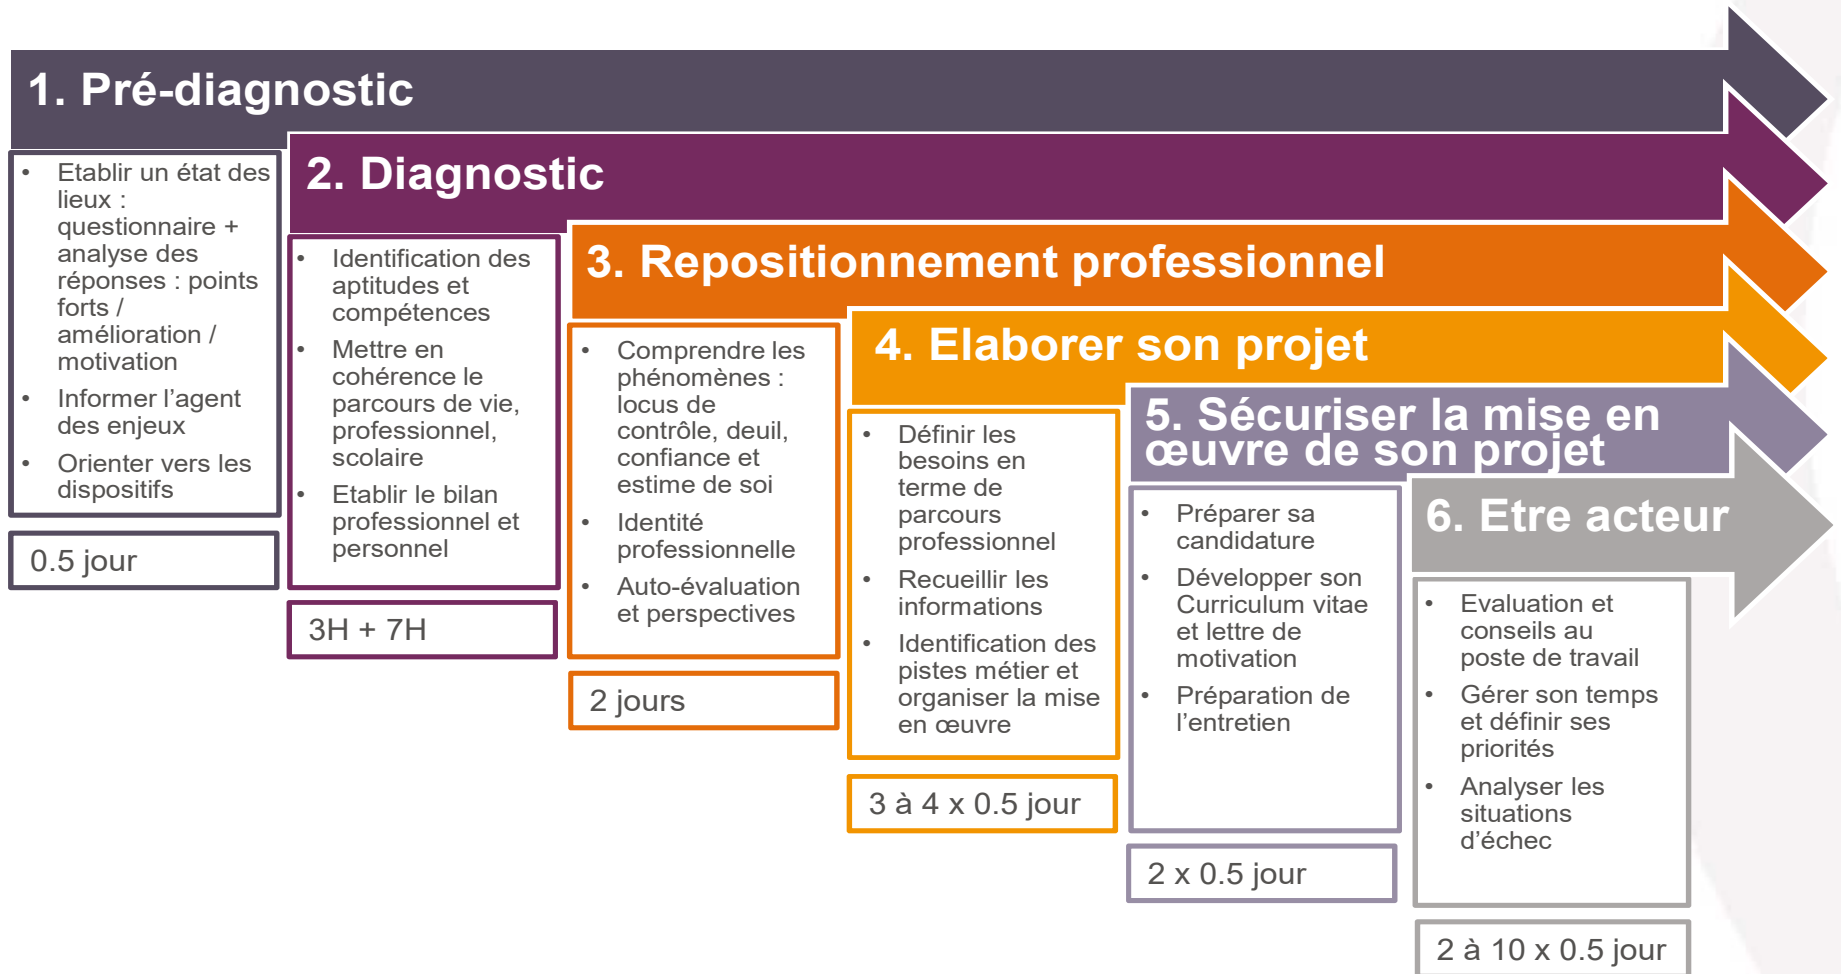 1. Pré-diagnostic
• Etablir un état des
lieux :
questionnaire +
analyse des
réponses : points
forts /
amélioration /
motivation
• Informer l’agent
des enjeux
• Orienter vers les
dispositifs
0.5 jour
2. Diagnostic
• Identification des
aptitudes et
compétences
• Mettre en
cohérence le
parcours de vie,
professionnel,
scolaire
• Etablir le bilan
professionnel et
personnel
3H + 7H
3. Repositionnement professionnel
• Comprendre les
phénomènes :
locus de
contrôle, deuil,
confiance et
estime de soi
• Identité
professionnelle
• Auto-évaluation
et perspectives
2 jours
4. Elaborer son projet
• Définir les
besoins en
terme de
parcours
professionnel
• Recueillir les
informations
• Identification des
pistes métier et
organiser la mise
en œuvre
3 à 4 x 0.5 jour
5. Sécuriser la mise en
œuvre de son projet
• Préparer sa
candidature
• Développer son
Curriculum vitae
et lettre de
motivation
• Préparation de
l’entretien
2 x 0.5 jour
6. Etre acteur
• Evaluation et
conseils au
poste de travail
• Gérer son temps
et définir ses
priorités
• Analyser les
situations
d’échec
2 à 10 x 0.5 jour